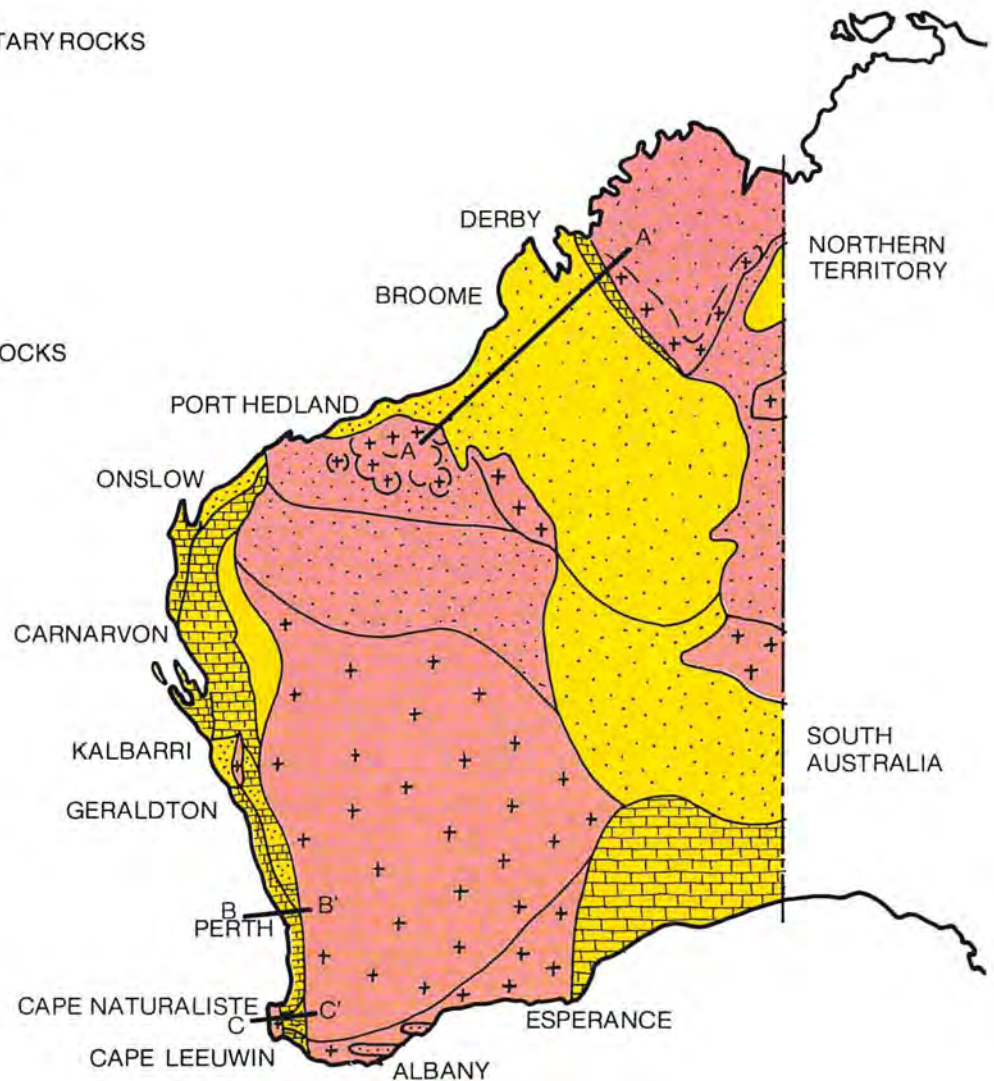 TARY ROCKS
DERBY
A'
NORTHERN
TERRITORY
BROOME
OCKS
PORT HEDLAND
A
ONSLOW
CARNARVON
KALBARRI
SOUTH
AUSTRALIA
GERALDTON
B
B'
PERTH
CAPE NATURALISTE
C
C'
ESPERANCE
CAPE LEEUWIN
ALBANY